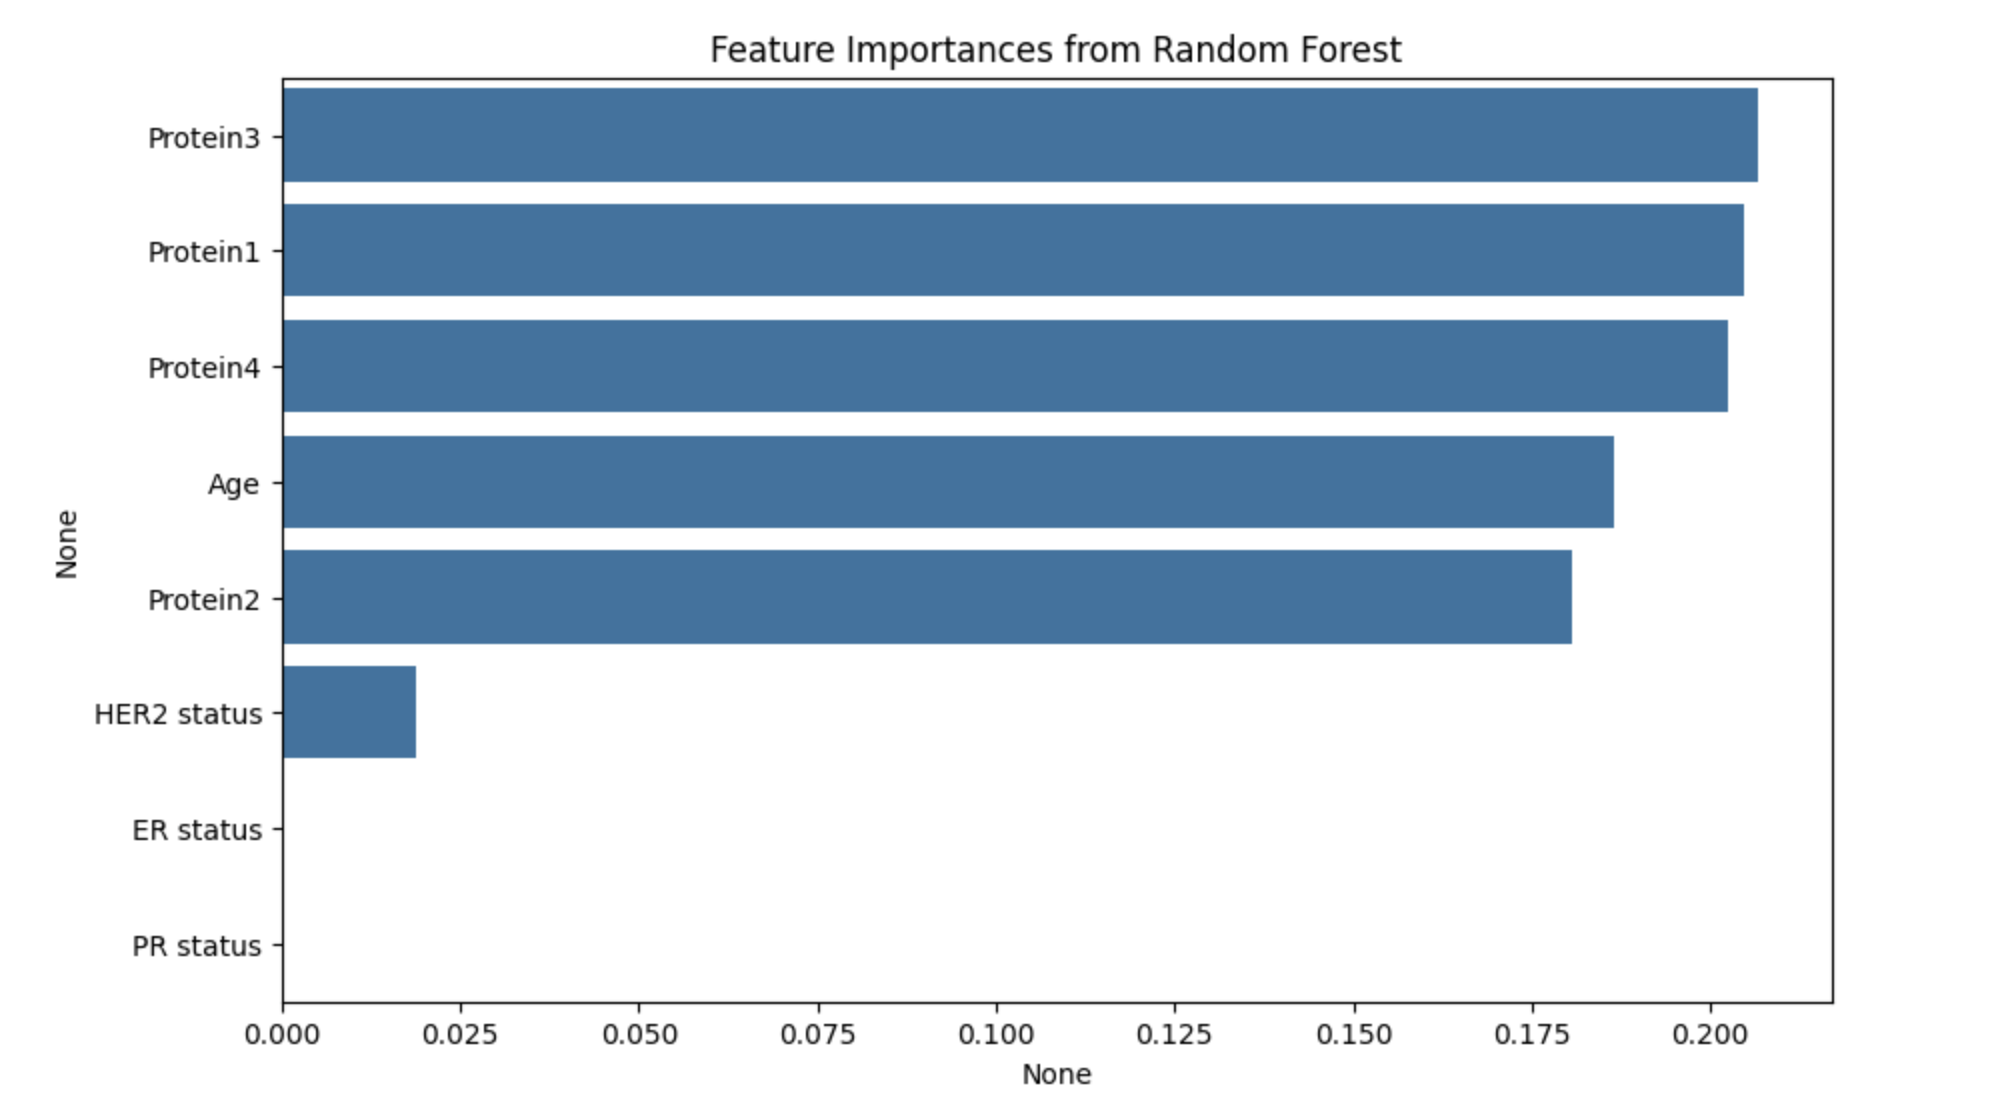 Feature Importances from Random Forest
Protein3
Protein1
Protein4
Age
Protein2
HER2 status
ER status
PR status
None
0.000 0.025 0.050 0.075 0.100 0.125 0.150 0.175 0.200
None